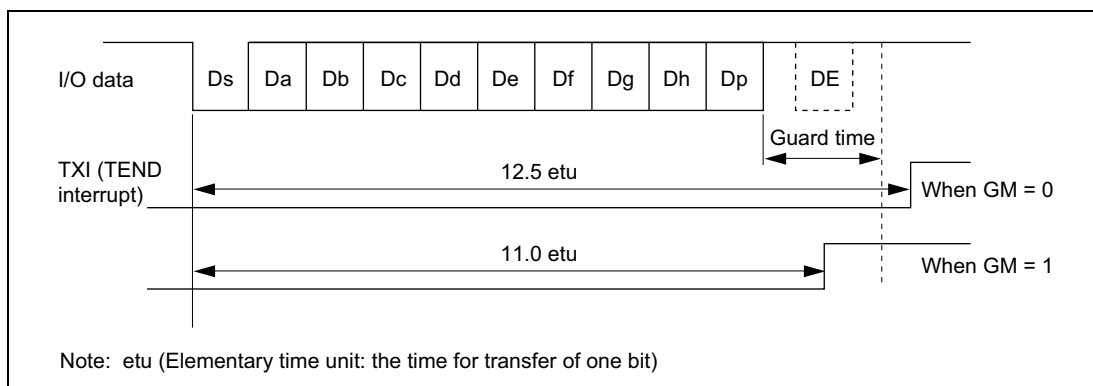 I/O data
Ds Da Db Dc Dd De Df Dg Dh Dp DE
Guard time
TXI (TEND
interrupt)
12.5 etu
When GM = 0
11.0 etu
When GM = 1
Note: etu (Elementary time unit: the time for transfer of one bit)